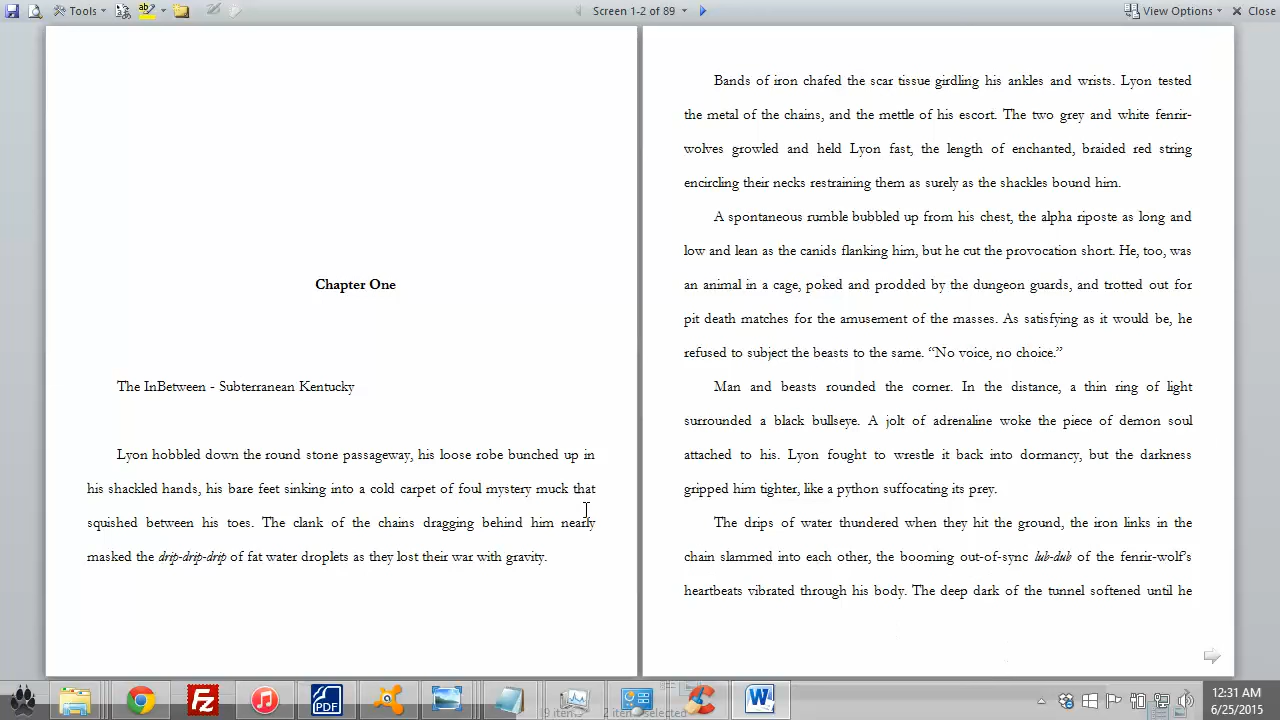 Tools
Screen 1-2 of 89
View Options
Close
Chapter One
The InBetween - Subterranean Kentucky
Lyon hobbled down the round stone passageway, his loose robe bunched up in
his shackled hands, his bare feet sinking into a cold carpet of foul mystery muck that
squished between his toes. The clank of the chains dragging behind him nearly
masked the drip-drip-drip of fat water droplets as they lost their war with gravity.
Bands of iron chafed the scar tissue girdling his ankles and wrists. Lyon tested
the metal of the chains, and the mettle of his escort. The two grey and white fenrir-
wolves growled and held Lyon fast, the length of enchanted, braided red string
encircling their necks restraining them as surely as the shackles bound him.
A spontaneous rumble bubbled up from his chest, the alpha riposte as long and
low and lean as the canids flanking him, but he cut the provocation short. He, too, was
an animal in a cage, poked and prodded by the dungeon guards, and trotted out for
pit death matches for the amusement of the masses. As satisfying as it would be, he
refused to subject the beasts to the same. “No voice, no choice.”
Man and beasts rounded the corner. In the distance, a thin ring of light
surrounded a black bullseye. A jolt of adrenaline woke the piece of demon soul
attached to his. Lyon fought to wrestle it back into dormancy, but the darkness
gripped him tighter, like a python suffocating its prey.
The drips of water thundered when they hit the ground, the iron links in the
chain slammed into each other, the booming out-of-sync lub-dub of the fenrir-wolf's
heartbeats vibrated through his body. The deep dark of the tunnel softened until he
PDF
9 items
2 items selected
12:31 AM
6/25/2015